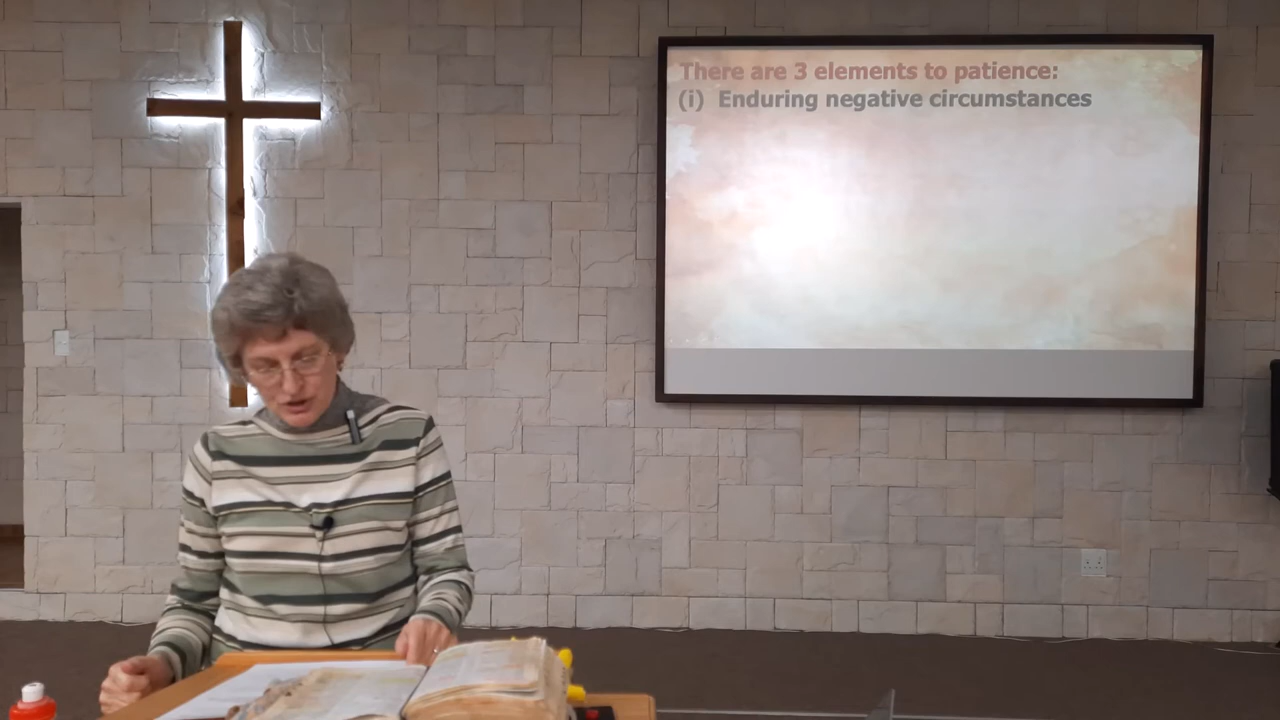 There are 3 elements to patience:
(i) Enduring negative circumstances